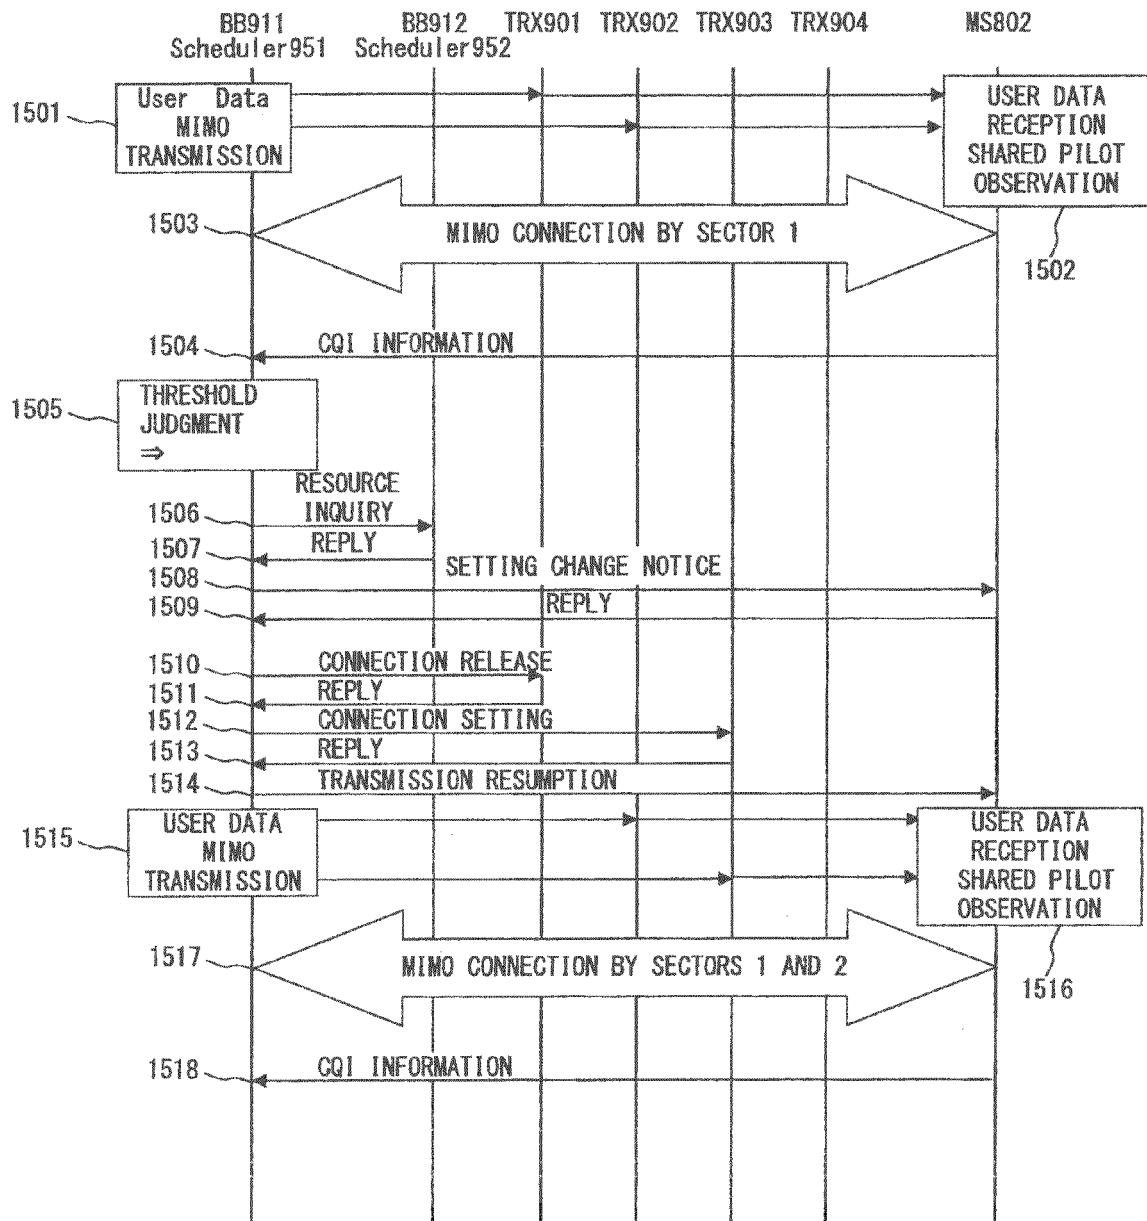 BB911 BB912 TRX901 TRX902 TRX903 TRX904 MS802
Scheduler951 Scheduler952
1501
User Data
MIMO
TRANSMISSION
USER DATA
RECEPTION
SHARED PILOT
OBSERVATION
1502
1503
MIMO CONNECTION BY SECTOR 1
1504
CQI INFORMATION
1505
THRESHOLD
JUDGMENT
⇒
RESOURCE
1506 INQUIRY
1507 REPLY
SETTING CHANGE NOTICE
1508
1509 REPLY
1510 CONNECTION RELEASE
1511 REPLY
1512 CONNECTION SETTING
1513 REPLY
1514 TRANSMISSION RESUMPTION
1515
USER DATA
MIMO
TRANSMISSION
USER DATA
RECEPTION
SHARED PILOT
OBSERVATION
1516
1517
MIMO CONNECTION BY SECTORS 1 AND 2
1518 CQI INFORMATION